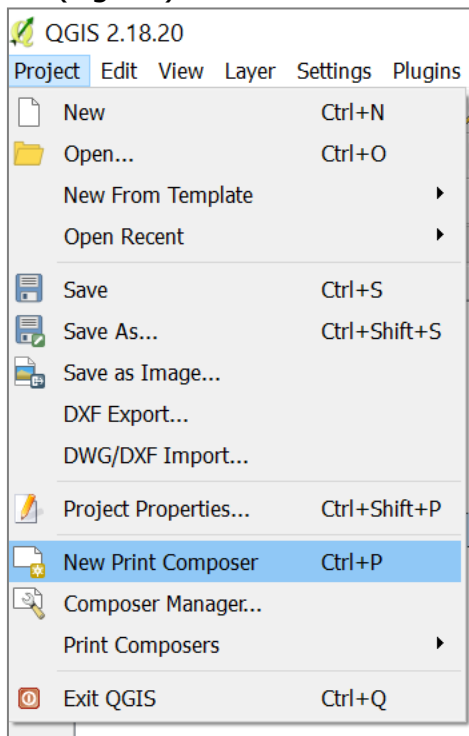 QGIS 2.18.20
Project Edit View Layer Settings Plugins
New Ctrl+N
Open... Ctrl+O
New From Template
Open Recent
Save Ctrl+S
Save As... Ctrl+Shift+S
Save as Image...
DXF Export...
DWG/DXF Import...
Project Properties... Ctrl+Shift+P
New Print Composer Ctrl+P
Composer Manager...
Print Composers
Exit QGIS Ctrl+Q